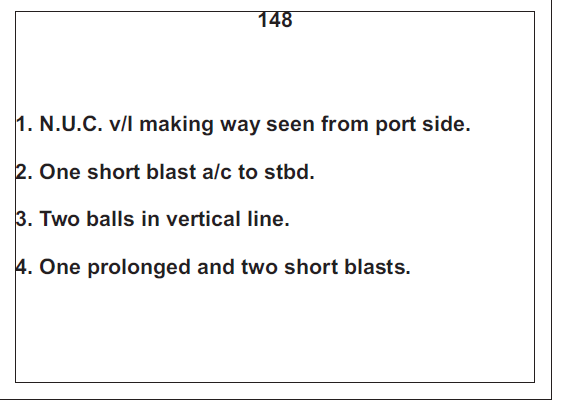 148
1. N.U.C. v/l making way seen from port side.
2. One short blast a/c to stbd.
3. Two balls in vertical line.
4. One prolonged and two short blasts.